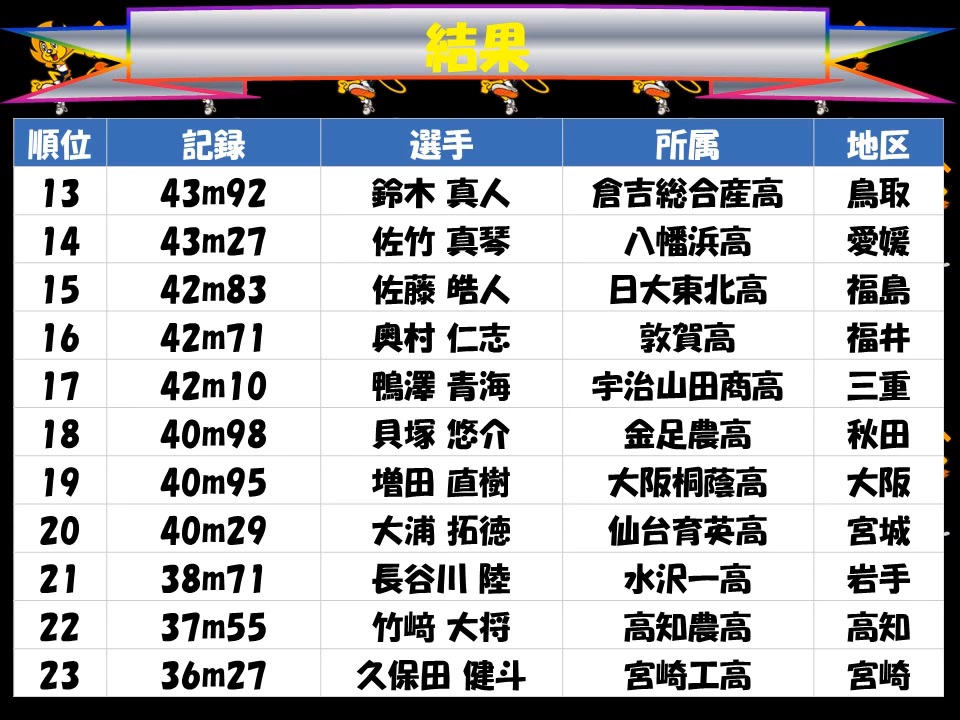 結果
順位 記録 選手 所属 地区
13 43m92 鈴木 真人 倉吉総合産高 鳥取
14 43m27 佐竹 真琴 八幡浜高 愛媛
15 42m83 佐藤 皓人 日大東北高 福島
16 42m71 奥村 仁志 敦賀高 福井
17 42m10 鴨澤 青海 宇治山田商高 三重
18 40m98 貝塚 悠介 金足農高 秋田
19 40m95 増田 直樹 大阪桐蔭高 大阪
20 40m29 大浦 拓徳 仙台育英高 宮城
21 38m71 長谷川 陸 水沢一高 岩手
22 37m55 竹﨑 大将 高知農高 高知
23 36m27 久保田 健斗 宮崎工高 宮崎